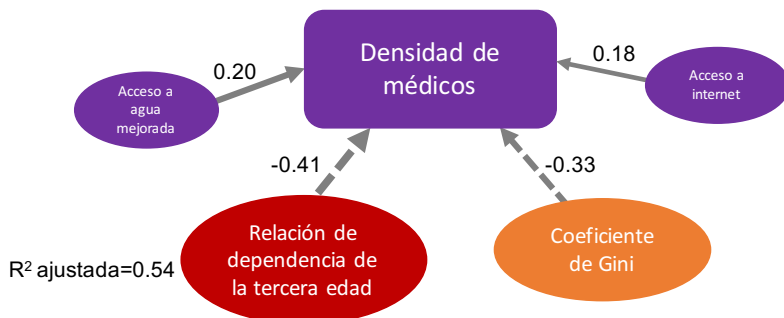 Densidad de
médicos
0.20
0.18
Acceso a
agua
mejorada
Acceso a
internet
-0.41
-0.33
Relación de
dependencia de
la tercera edad
Coeficiente
de Gini
R² ajustada=0.54